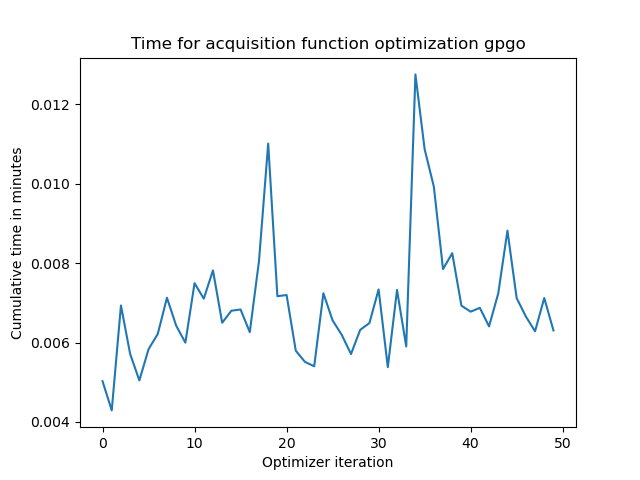 Time for acquisition function optimization gpgo
Cumulative time in minutes
0.012
0.010
0.008
0.006
0.004
0 10 20 30 40 50
Optimizer iteration